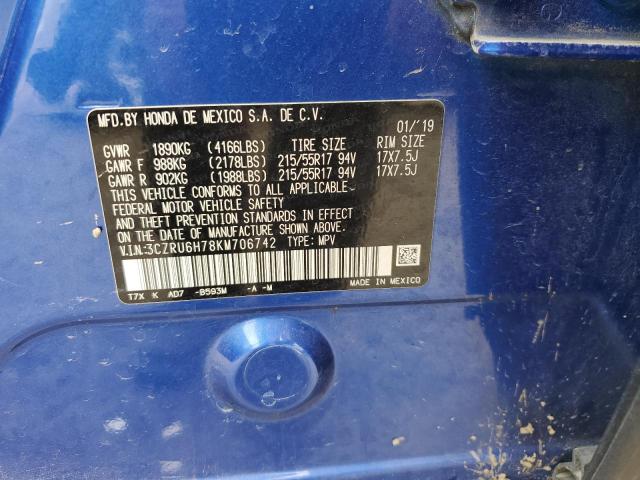 MFD.BY HONDA DE MEXICO S.A. DE C.V.
01/'19
GVWR 1890KG (4166LBS) TIRE SIZE RIM SIZE
GAWR F 988KG (2178LBS) 215/55R17 94V 17X7.5J
GAWR R 902KG (1988LBS) 215/55R17 94V 17X7.5J
THIS VEHICLE CONFORMS TO ALL APPLICABLE
FEDERAL MOTOR VEHICLE SAFETY
AND THEFT PREVENTION STANDARDS IN EFFECT
ON THE DATE OF MANUFACTURE SHOWN ABOVE.
V.I.N:3CZRU6H78KM706742 TYPE: MPV
T7X K AD7 -B593M -A -M
MADE IN MEXICO